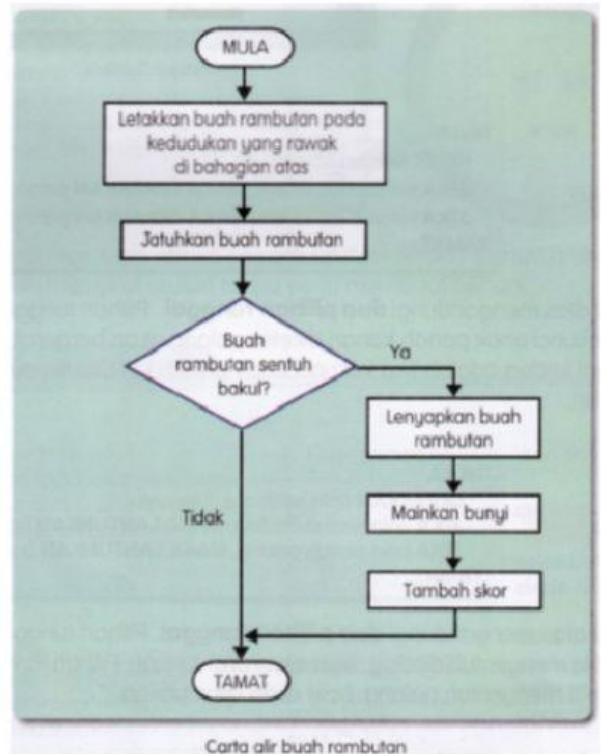 MULA
Letakkan buah rambutan pada
kedudukan yang rawak
di bahagian atas
Jatuhkan buah rambutan
Buah
rambutan sentuh
bakul?
Ya
Lenyapkan buah
rambutan
Mainkan bunyi
Tambah skor
Tidak
TAMAT
Carta alir buah rambutan